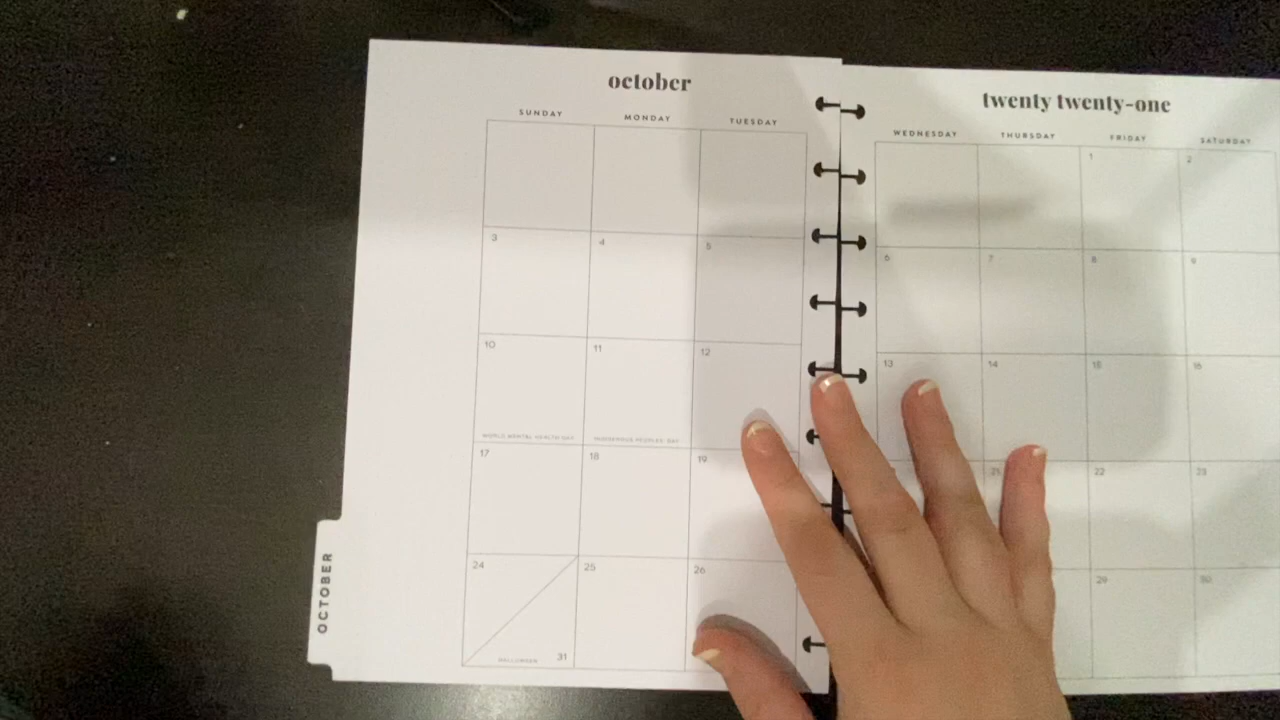 october
twenty twenty-one
SUNDAY MONDAY TUESDAY WEDNESDAY THURSDAY FRIDAY SATURDAY
1 2
3 4 5 6 7 8 9
10 11 12 13 14 15 16
WORLD MENTAL HEALTH DAY INDIGENOUS PEOPLES' DAY
17 18 19 21 22 23
24 25 26 29 30
HALLOWEEN 31
OCTOBER